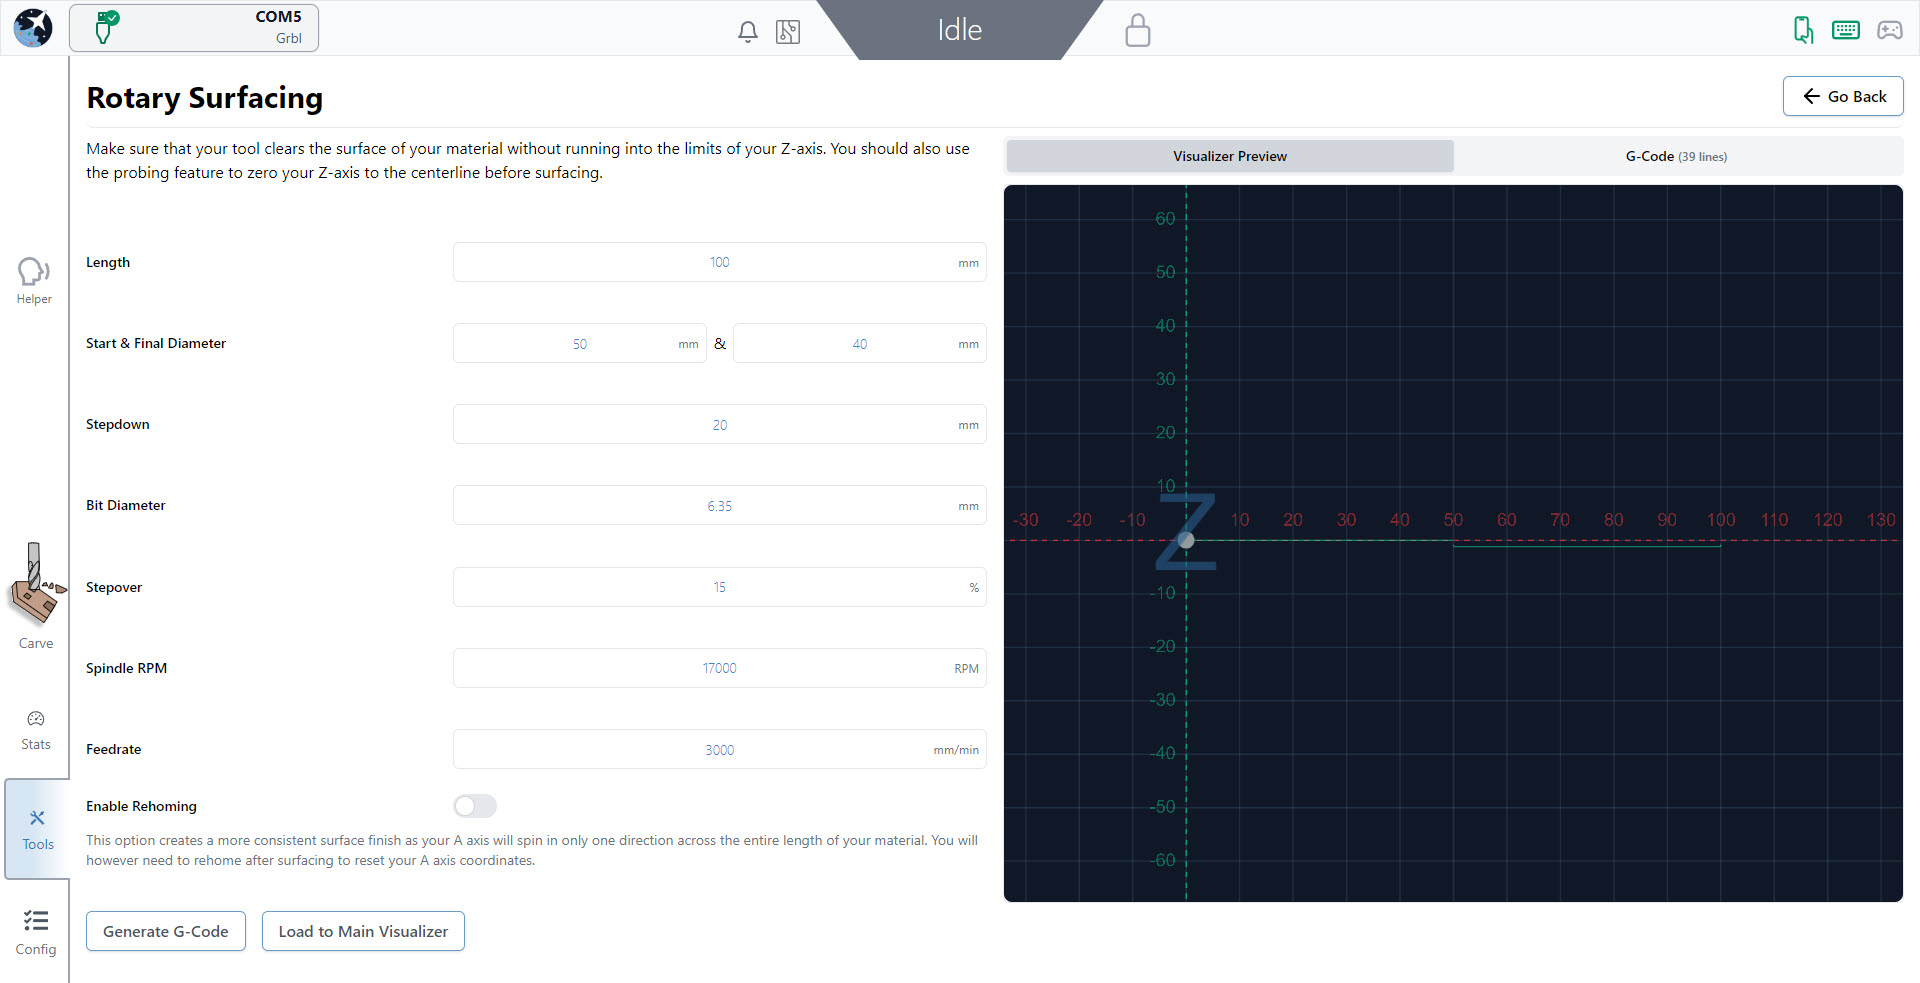 COM5
Grbl
Idle
Rotary Surfacing
Go Back
Make sure that your tool clears the surface of your material without running into the limits of your Z-axis. You should also use
the probing feature to zero your Z-axis to the centerline before surfacing.
Visualizer Preview
G-Code (39 lines)
Length
100 mm
Start & Final Diameter
50 mm & 40 mm
Stepdown
20 mm
Bit Diameter
6.35 mm
Stepover
15 %
Spindle RPM
17000 RPM
Feedrate
3000 mm/min
Enable Rehoming
This option creates a more consistent surface finish as your A axis will spin in only one direction across the entire length of your material. You will
however need to rehome after surfacing to reset your A axis coordinates.
Generate G-Code
Load to Main Visualizer
Helper
Carve
Stats
Tools
Config
60
50
40
30
20
10
Z
-30 -20 -10 10 20 30 40 50 60 70 80 90 100 110 120 130
-10
-20
-30
-40
-50
-60